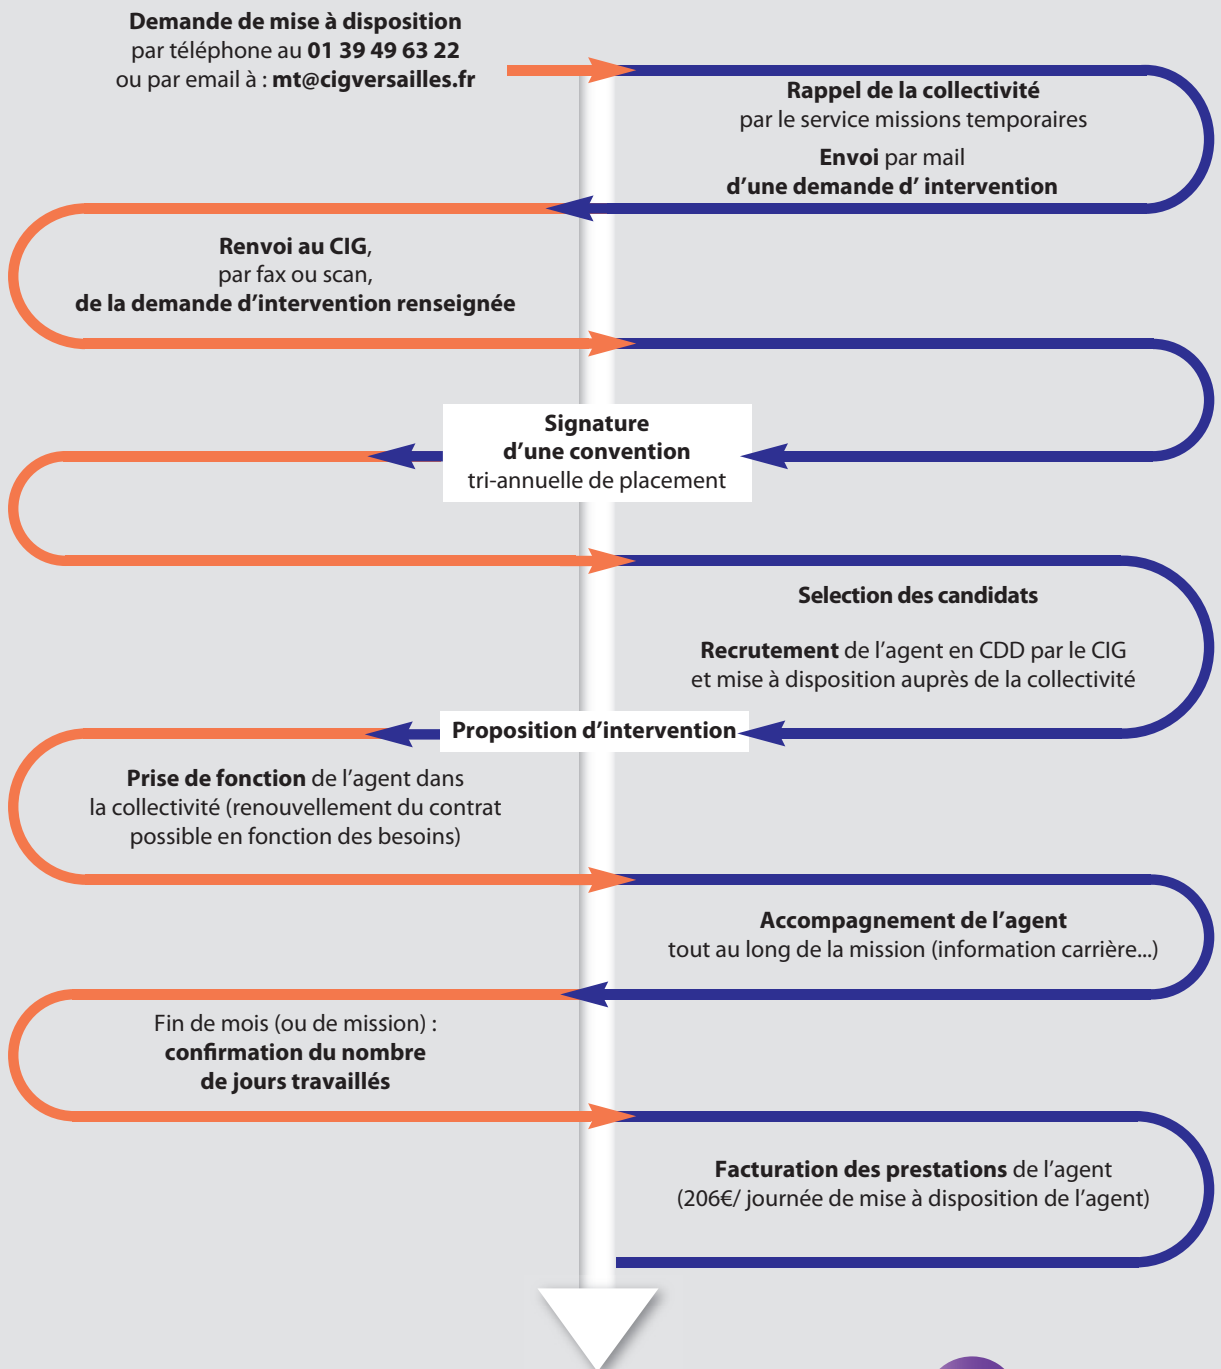 Demande de mise à disposition
par téléphone au 01 39 49 63 22
ou par email à : mt@cigversailles.fr
Rappel de la collectivité
par le service missions temporaires
Envoi par mail
d’une demande d’ intervention
Renvoi au CIG,
par fax ou scan,
de la demande d’intervention renseignée
Signature
d’une convention
tri-annuelle de placement
Selection des candidats
Recrutement de l’agent en CDD par le CIG
et mise à disposition auprès de la collectivité
Proposition d’intervention
Prise de fonction de l’agent dans
la collectivité (renouvellement du contrat
possible en fonction des besoins)
Accompagnement de l’agent
tout au long de la mission (information carrière...)
Fin de mois (ou de mission) :
confirmation du nombre
de jours travaillés
Facturation des prestations de l’agent
(206€/ journée de mise à disposition de l’agent)